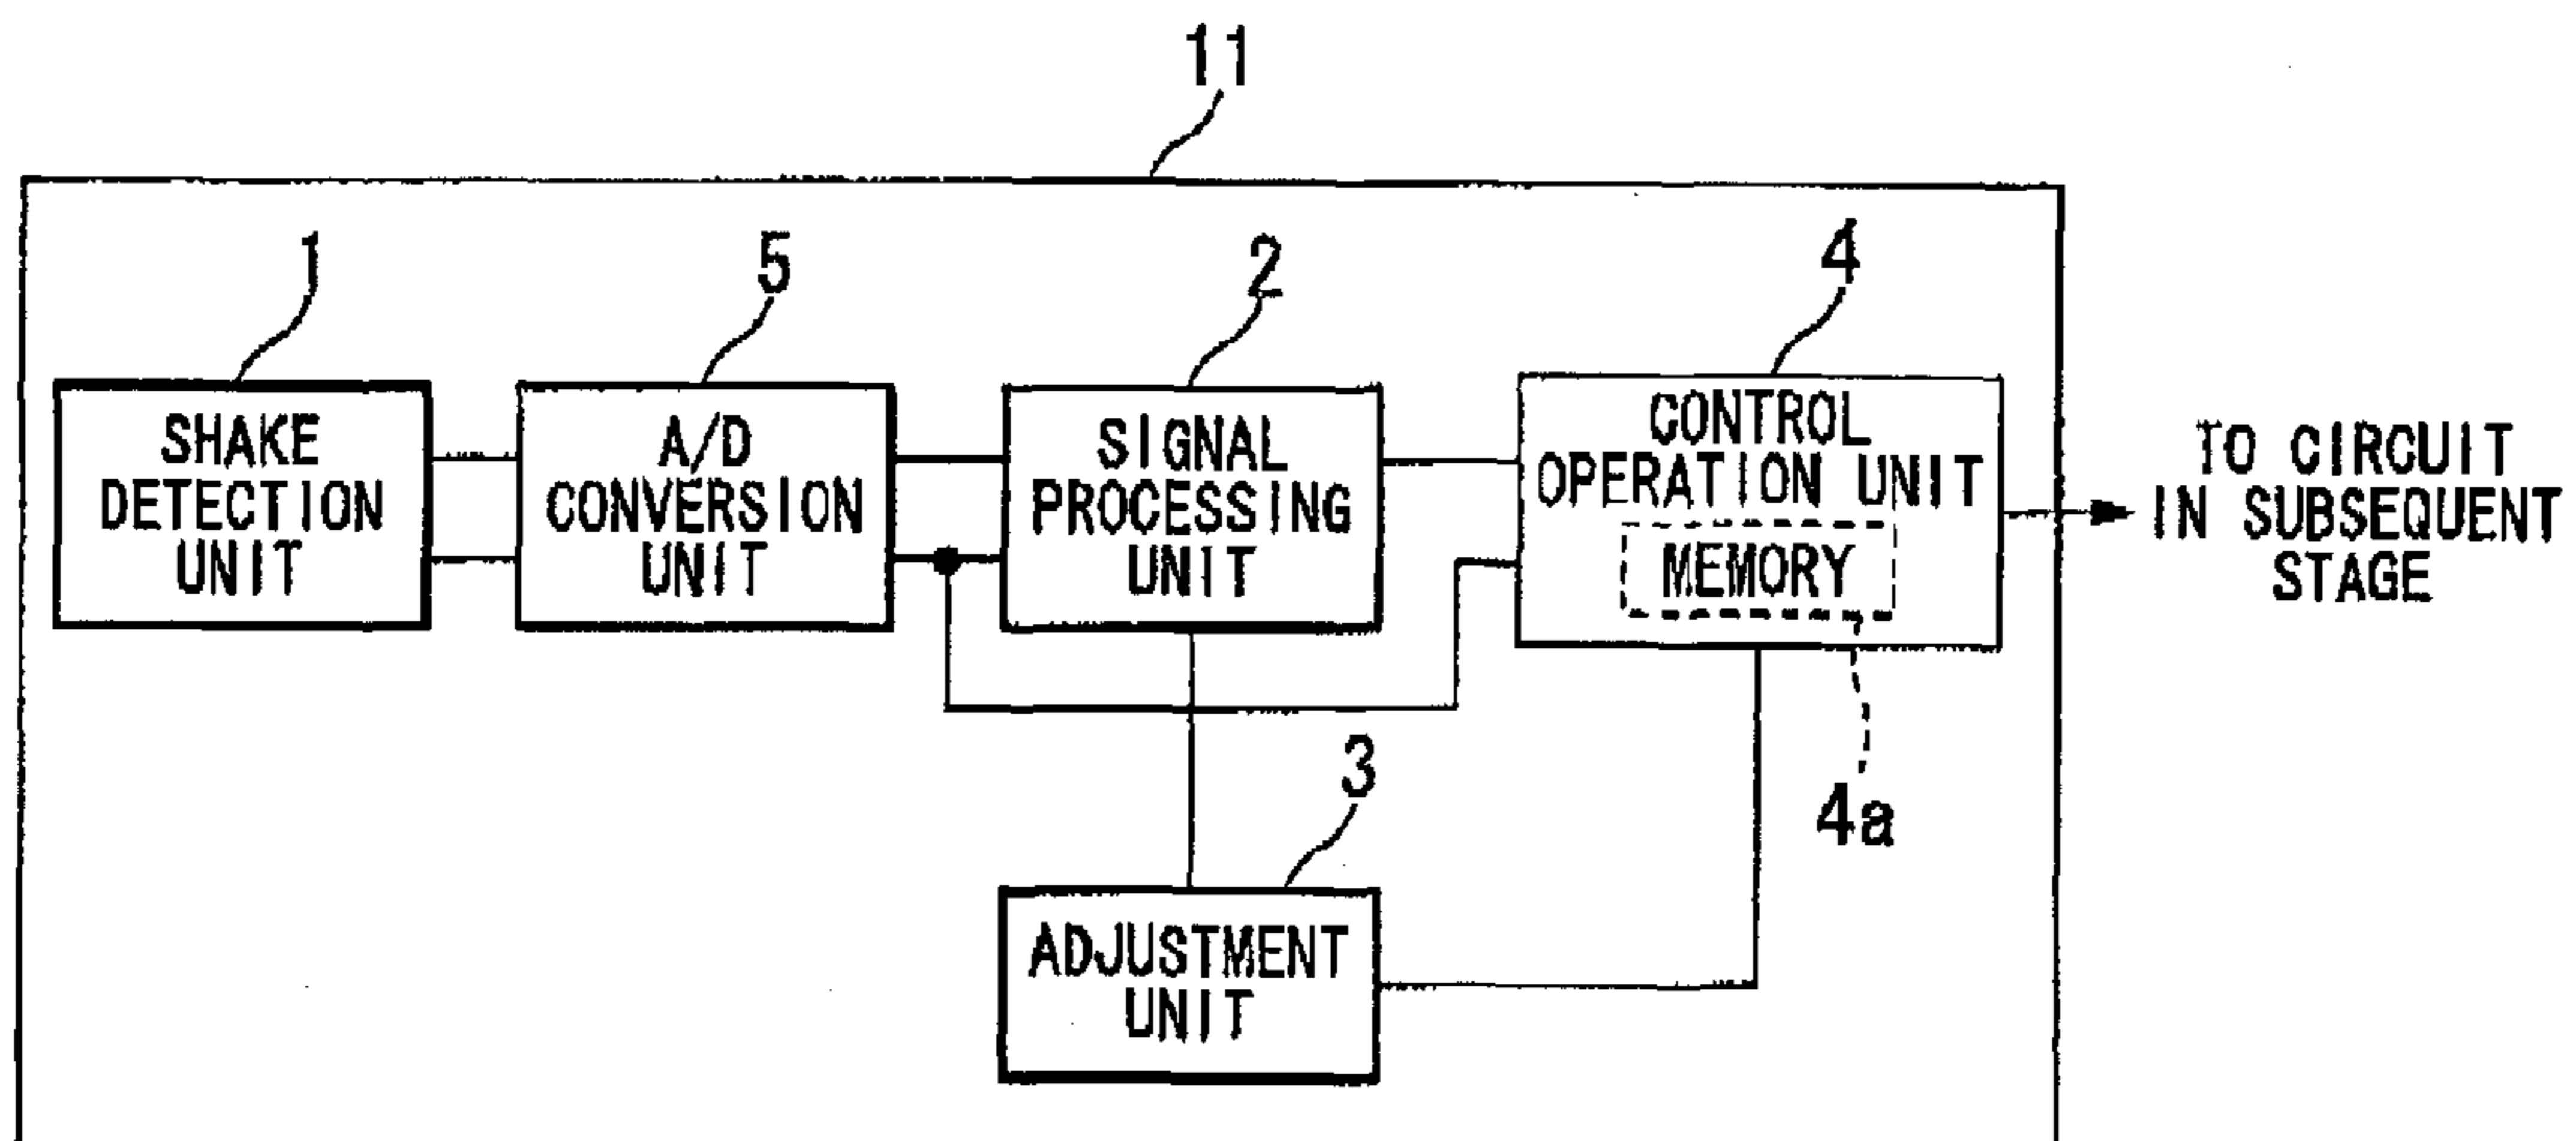 11
1
5
2
4
SHAKE
DETECTION
UNIT
A/D
CONVERSION
UNIT
SIGNAL
PROCESSING
UNIT
CONTROL
OPERATION UNIT
MEMORY
TO CIRCUIT
IN SUBSEQUENT
STAGE
3
4a
ADJUSTMENT
UNIT